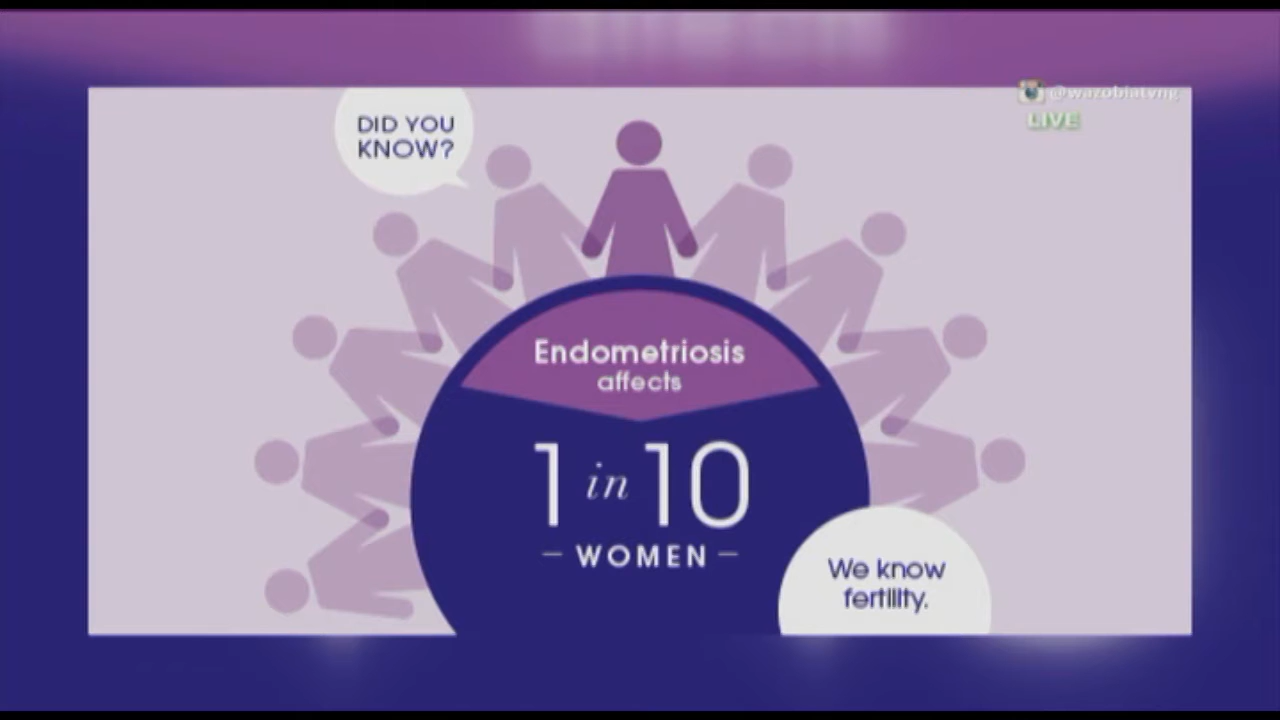 @wazobiatvng
LIVE
DID YOU
KNOW?
Endometriosis
affects
1 in 10
WOMEN
We know
fertility.